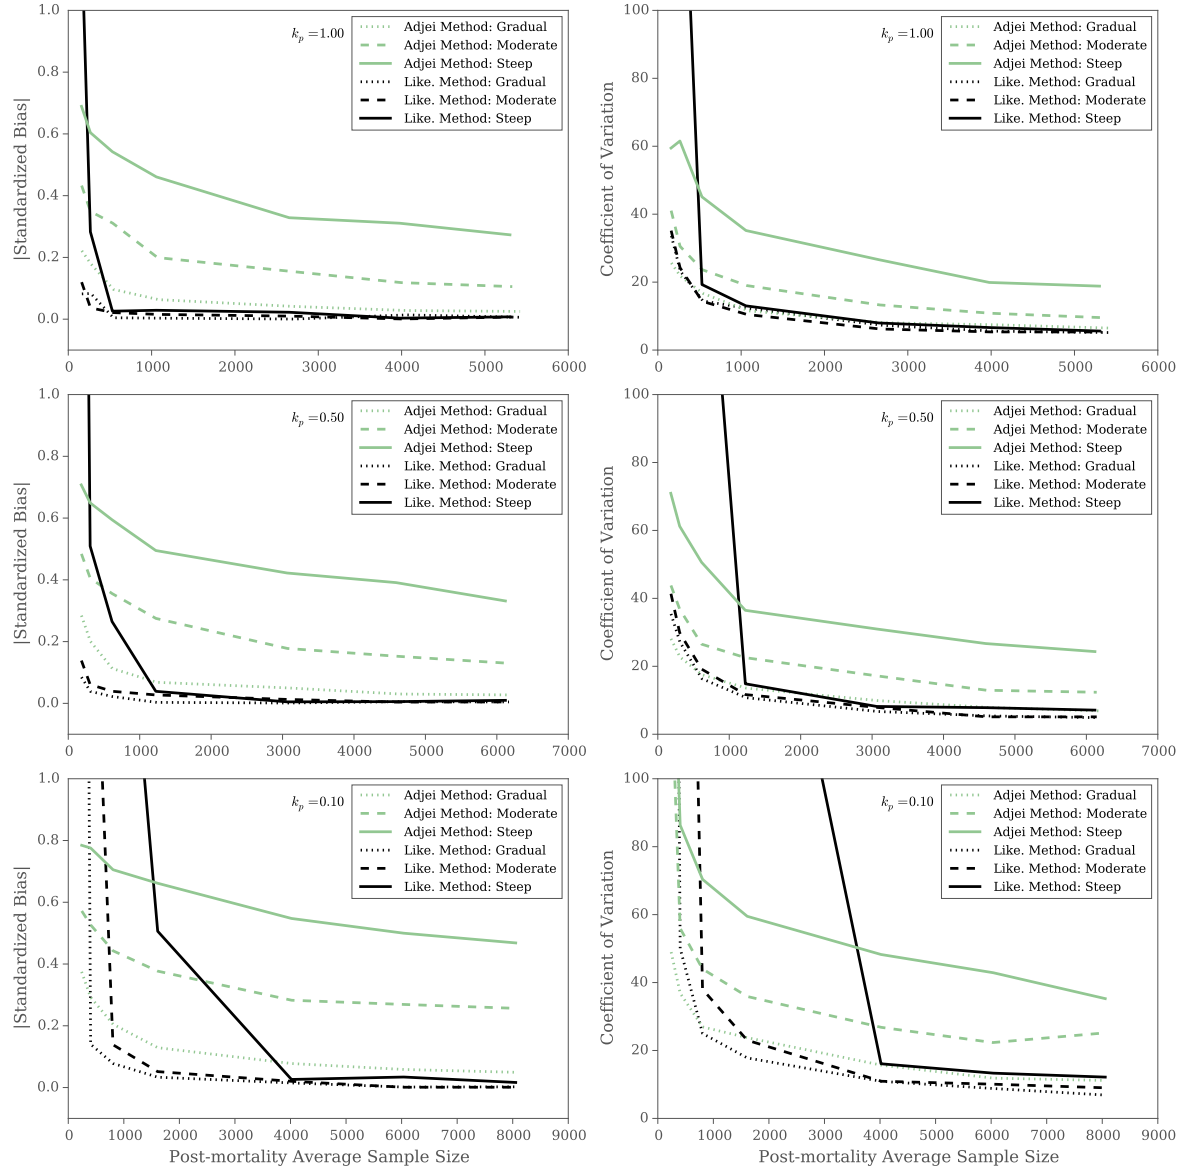 1.0
0.8
0.6
0.4
0.2
0.0
|Standardized Bias|
k_p = 1.00
Adjei Method: Gradual
Adjei Method: Moderate
Adjei Method: Steep
Like. Method: Gradual
Like. Method: Moderate
Like. Method: Steep
0 1000 2000 3000 4000 5000 6000
100
80
60
40
20
0
Coefficient of Variation
k_p = 1.00
Adjei Method: Gradual
Adjei Method: Moderate
Adjei Method: Steep
Like. Method: Gradual
Like. Method: Moderate
Like. Method: Steep
0 1000 2000 3000 4000 5000 6000
1.0
0.8
0.6
0.4
0.2
0.0
|Standardized Bias|
k_p = 0.50
Adjei Method: Gradual
Adjei Method: Moderate
Adjei Method: Steep
Like. Method: Gradual
Like. Method: Moderate
Like. Method: Steep
0 1000 2000 3000 4000 5000 6000 7000
100
80
60
40
20
0
Coefficient of Variation
k_p = 0.50
Adjei Method: Gradual
Adjei Method: Moderate
Adjei Method: Steep
Like. Method: Gradual
Like. Method: Moderate
Like. Method: Steep
0 1000 2000 3000 4000 5000 6000 7000
1.0
0.8
0.6
0.4
0.2
0.0
|Standardized Bias|
k_p = 0.10
Adjei Method: Gradual
Adjei Method: Moderate
Adjei Method: Steep
Like. Method: Gradual
Like. Method: Moderate
Like. Method: Steep
0 1000 2000 3000 4000 5000 6000 7000 8000 9000
Post-mortality Average Sample Size
100
80
60
40
20
0
Coefficient of Variation
k_p = 0.10
Adjei Method: Gradual
Adjei Method: Moderate
Adjei Method: Steep
Like. Method: Gradual
Like. Method: Moderate
Like. Method: Steep
0 1000 2000 3000 4000 5000 6000 7000 8000 9000
Post-mortality Average Sample Size